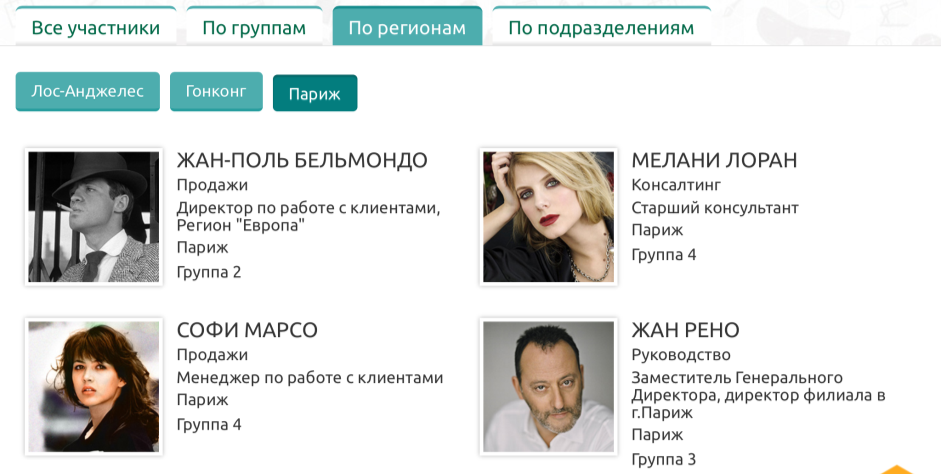 Все участники
По группам
По регионам
По подразделениям
Лос-Анджелес
Гонконг
Париж
ЖАН-ПОЛЬ БЕЛЬМОНДО
Продажи
Директор по работе с клиентами,
Регион "Европа"
Париж
Группа 2
МЕЛАНИ ЛОРАН
Консалтинг
Старший консультант
Париж
Группа 4
СОФИ МАРСО
Продажи
Менеджер по работе с клиентами
Париж
Группа 4
ЖАН РЕНО
Руководство
Заместитель Генерального
Директора, директор филиала в
г.Париж
Париж
Группа 3